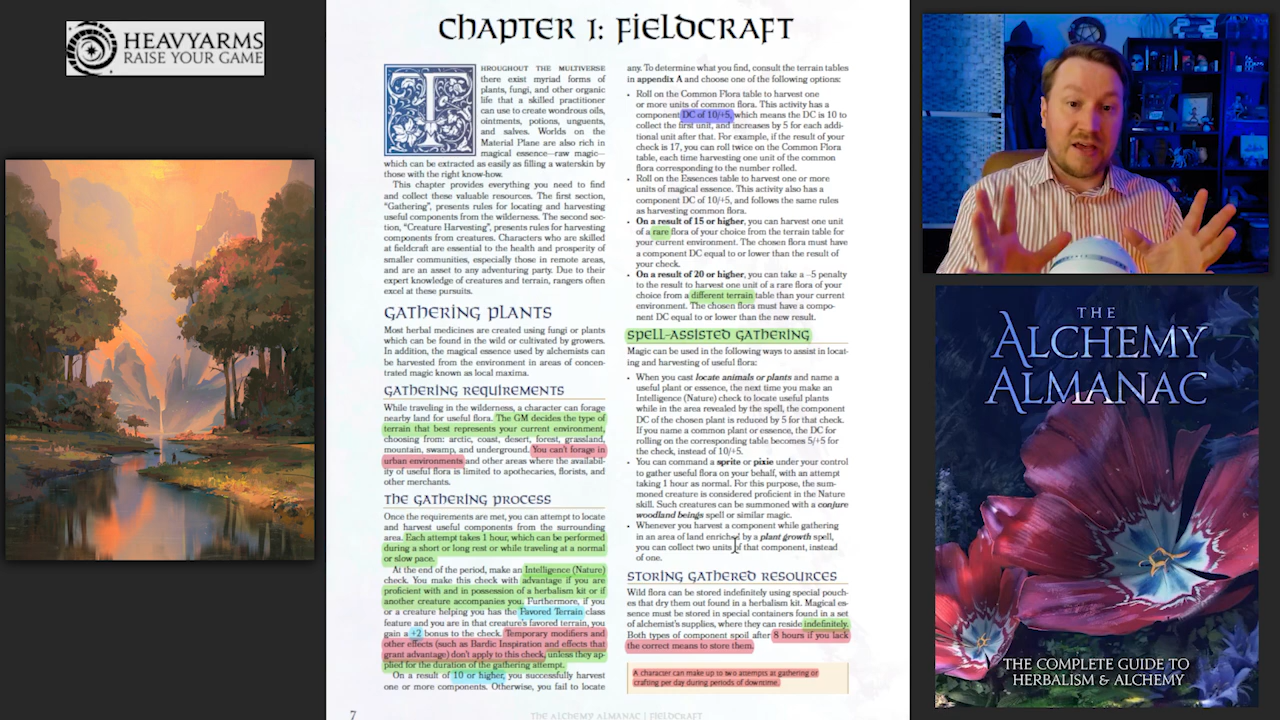 HEAVYARMS
RAISE YOUR GAME
CHAPTER 1: FIELDCRAFT
THROUGHOUT THE MULTIVERSE
there exist myriad forms of
plants, fungi, and other organic
life that a skilled practitioner
can use to create wondrous oils,
ointments, potions, unguents,
and salves. Worlds on the
Material Plane are also rich in
magical essence—raw magic—
which can be extracted as easily as filling a waterskin by
those with the right know-how.
This chapter provides everything you need to find
and collect these valuable resources. The first section,
“Gathering”, presents rules for locating and harvesting
useful components from the wilderness. The second sec-
tion, “Creature Harvesting”, presents rules for harvesting
components from creatures. Characters who are skilled
at fieldcraft are essential to the health and prosperity of
smaller communities, especially those in remote areas,
and are an asset to any adventuring party. Due to their
expert knowledge of creatures and terrain, rangers often
excel at these pursuits.
GATHERING PLANTS
Most herbal medicines are created using fungi or plants
which can be found in the wild or cultivated by growers.
In addition, the magical essence used by alchemists can
be harvested from the environment in areas of concen-
trated magic known as local maxima.
GATHERING REQUIREMENTS
While traveling in the wilderness, a character can forage
nearby land for useful flora. The GM decides the type of
terrain that best represents your current environment,
choosing from: arctic, coast, desert, forest, grassland,
mountain, swamp, and underground. You can't forage in
urban environments and other areas where the availabil-
ity of useful flora is limited to apothecaries, florists, and
other merchants.
THE GATHERING PROCESS
Once the requirements are met, you can attempt to locate
and harvest useful components from the surrounding
area. Each attempt takes 1 hour, which can be performed
during a short or long rest or while traveling at a normal
or slow pace.
At the end of the period, make an Intelligence (Nature)
check. You make this check with advantage if you are
proficient with and in possession of a herbalism kit or if
another creature accompanies you. Furthermore, if you
or a creature helping you has the Favored Terrain class
feature and you are in that creature's favored terrain, you
gain a +2 bonus to the check. Temporary modifiers and
other effects (such as Bardic Inspiration and effects that
grant advantage) don't apply to this check, unless they ap-
plied for the duration of the gathering attempt.
On a result of 10 or higher, you successfully harvest
one or more components. Otherwise, you fail to locate
any. To determine what you find, consult the terrain tables
in appendix A and choose one of the following options:
• Roll on the Common Flora table to harvest one
or more units of common flora. This activity has a
component DC of 10/+5, which means the DC is 10 to
collect the first unit, and increases by 5 for each addi-
tional unit after that. For example, if the result of your
check is 17, you can roll twice on the Common Flora
table, each time harvesting one unit of the common
flora corresponding to the number rolled.
• Roll on the Essences table to harvest one or more
units of magical essence. This activity also has a
component DC of 10/+5, and follows the same rules
as harvesting common flora.
• On a result of 15 or higher, you can harvest one unit
of a rare flora of your choice from the terrain table for
your current environment. The chosen flora must have
a component DC equal to or lower than the result of
your check.
• On a result of 20 or higher, you can take a –5 penalty
to the result to harvest one unit of a rare flora of your
choice from a different terrain table than your current
environment. The chosen flora must have a compo-
nent DC equal to or lower than the new result.
SPELL-ASSISTED GATHERING
Magic can be used in the following ways to assist in locat-
ing and harvesting of useful flora:
• When you cast locate animals or plants and name a
useful plant or essence, the next time you make an
Intelligence (Nature) check to locate useful plants
while in the area revealed by the spell, the component
DC of the chosen plant is reduced by 5 for that check.
If you name a common plant or essence, the DC for
rolling on the corresponding table becomes 5/+5 for
the check, instead of 10/+5.
• You can command a sprite or pixie under your control
to gather useful flora on your behalf, with an attempt
taking 1 hour as normal. For this purpose, the sum-
moned creature is considered proficient in the Nature
skill. Such creatures can be summoned with a conjure
woodland beings spell or similar magic.
• Whenever you harvest a component while gathering
in an area of land enriched by a plant growth spell,
you can collect two units of that component, instead
of one.
STORING GATHERED RESOURCES
Wild flora can be stored indefinitely using special pouch-
es that dry them out found in a herbalism kit. Magical es-
sence must be stored in special containers found in a set
of alchemist's supplies, where they can reside indefinitely.
Both types of component spoil after 8 hours if you lack
the correct means to store them.
A character can make up to two attempts at gathering or
crafting per day during periods of downtime.
7
THE ALCHEMY ALMANAC | FIELDCRAFT
THE
ALCHEMY
ALMANAC
THE COMPLETE GUIDE TO
HERBALISM & ALCHEMY